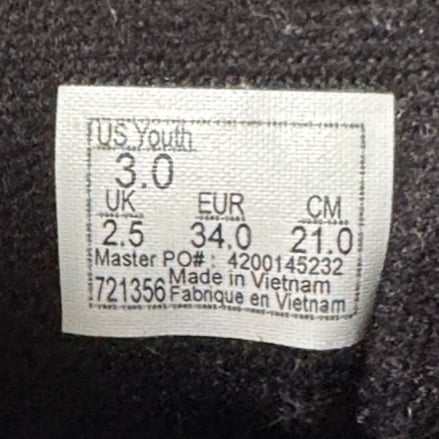 US Youth
3.0
UK EUR CM
2.5 34.0 21.0
Master PO# : 4200145232
721356 Made in Vietnam
Fabrique en Vietnam